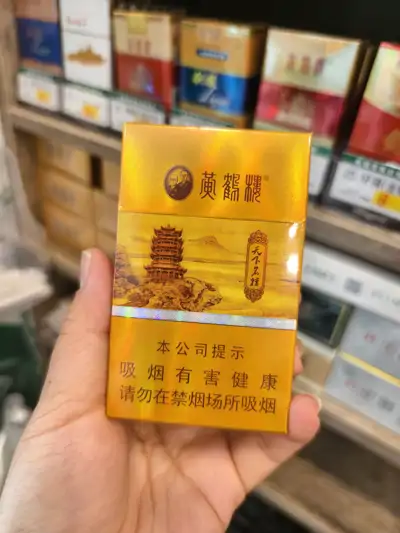 黄鹤楼
天下名楼
本公司提示
吸烟有害健康
请勿在禁烟场所吸烟